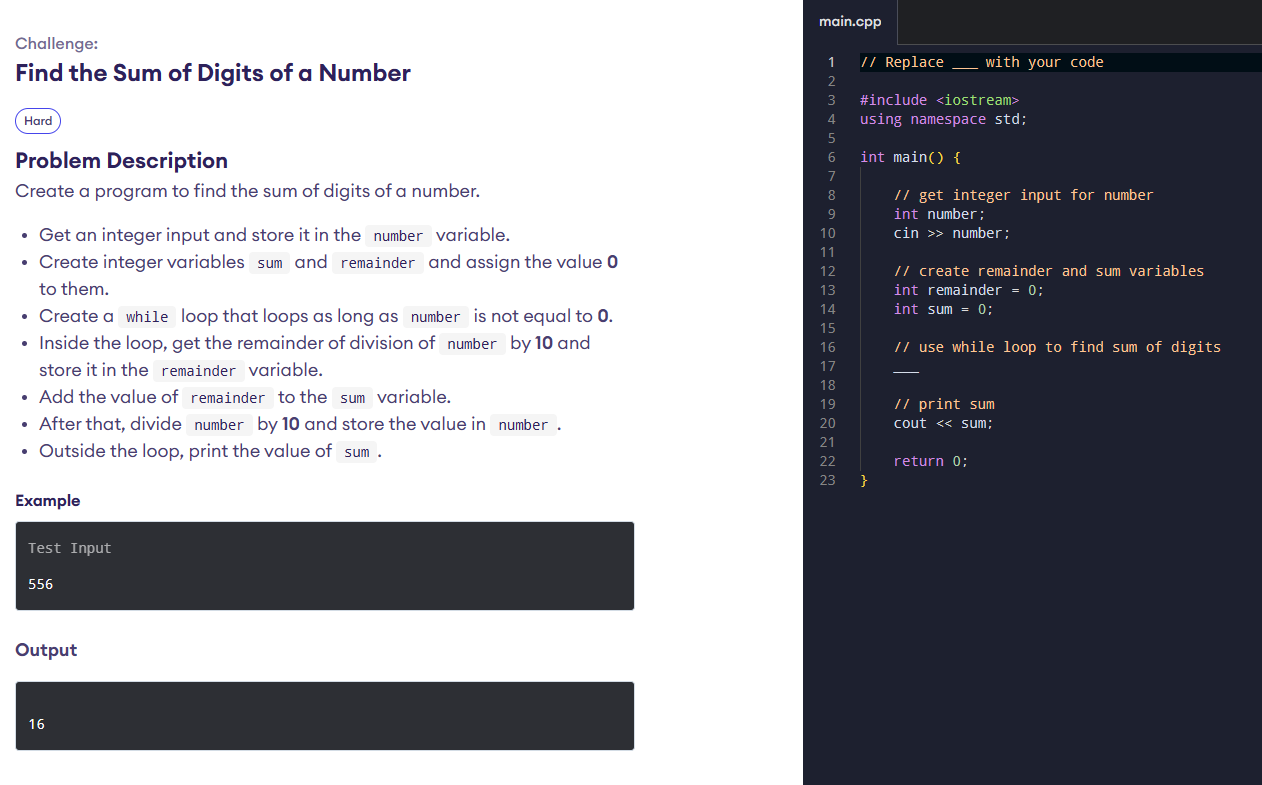 Challenge:
Find the Sum of Digits of a Number
Hard
Problem Description
Create a program to find the sum of digits of a number.
• Get an integer input and store it in the number variable.
• Create integer variables sum and remainder and assign the value 0
to them.
• Create a while loop that loops as long as number is not equal to 0.
• Inside the loop, get the remainder of division of number by 10 and
store it in the remainder variable.
• Add the value of remainder to the sum variable.
• After that, divide number by 10 and store the value in number.
• Outside the loop, print the value of sum.
Example
Test Input
556
Output
16
main.cpp
1 // Replace ___ with your code
2
3 #include <iostream>
4 using namespace std;
5
6 int main() {
7
8     // get integer input for number
9     int number;
10     cin >> number;
11
12     // create remainder and sum variables
13     int remainder = 0;
14     int sum = 0;
15
16     // use while loop to find sum of digits
17     ___
18
19     // print sum
20     cout << sum;
21
22     return 0;
23 }